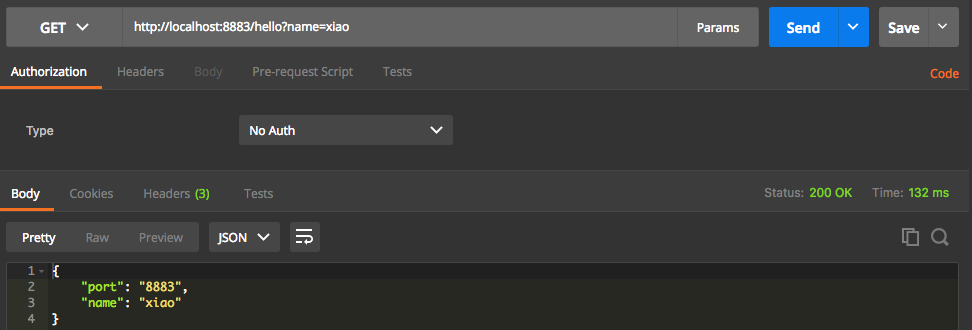 GET http://localhost:8883/hello?name=xiao Params Send Save
Authorization Headers Body Pre-request Script Tests Code
Type No Auth
Body Cookies Headers (3) Tests Status: 200 OK Time: 132 ms
Pretty Raw Preview JSON
1 {
2 "port": "8883",
3 "name": "xiao"
4 }